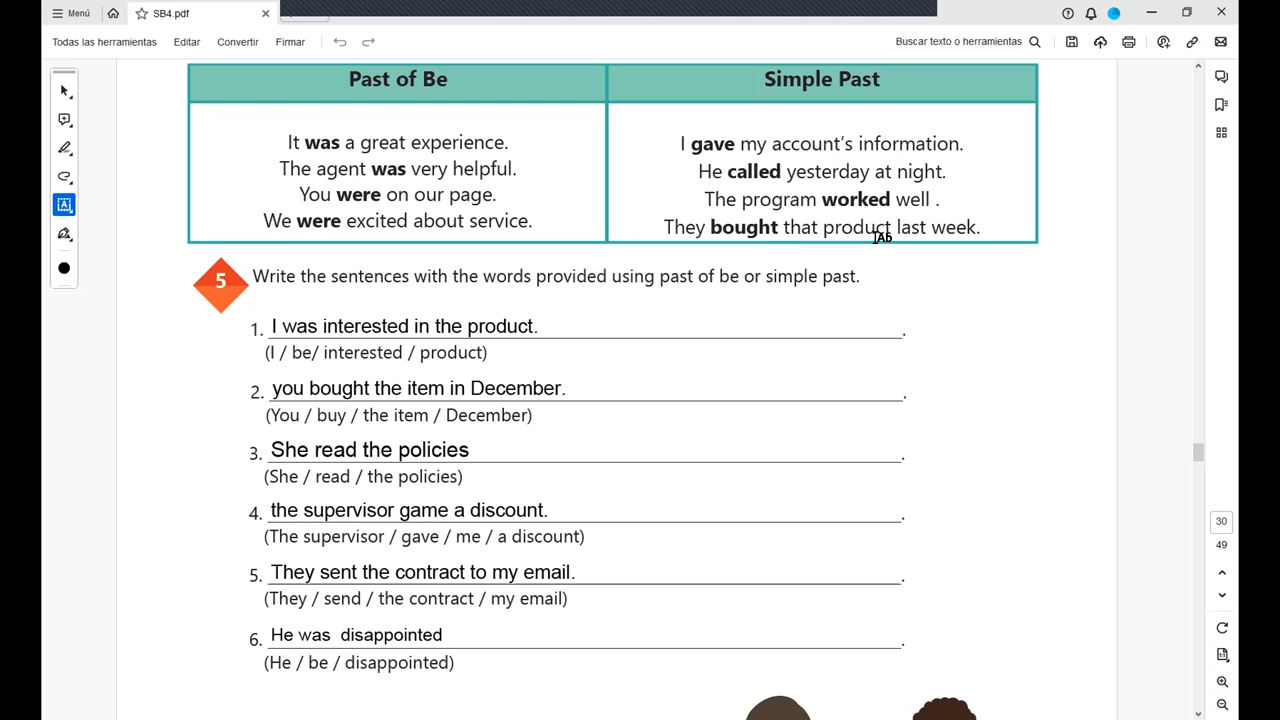 Menú
SB4.pdf
Todas las herramientas
Editar
Convertir
Firmar
Buscar texto o herramientas
Past of Be
Simple Past
It was a great experience.
The agent was very helpful.
You were on our page.
We were excited about service.
I gave my account's information.
He called yesterday at night.
The program worked well .
They bought that product last week.
Ab
5 Write the sentences with the words provided using past of be or simple past.
1. I was interested in the product. .
(I / be/ interested / product)
2. you bought the item in December. .
(You / buy / the item / December)
3. She read the policies .
(She / read / the policies)
4. the supervisor game a discount. .
(The supervisor / gave / me / a discount)
5. They sent the contract to my email. .
(They / send / the contract / my email)
6. He was  disappointed .
(He / be / disappointed)
30
49